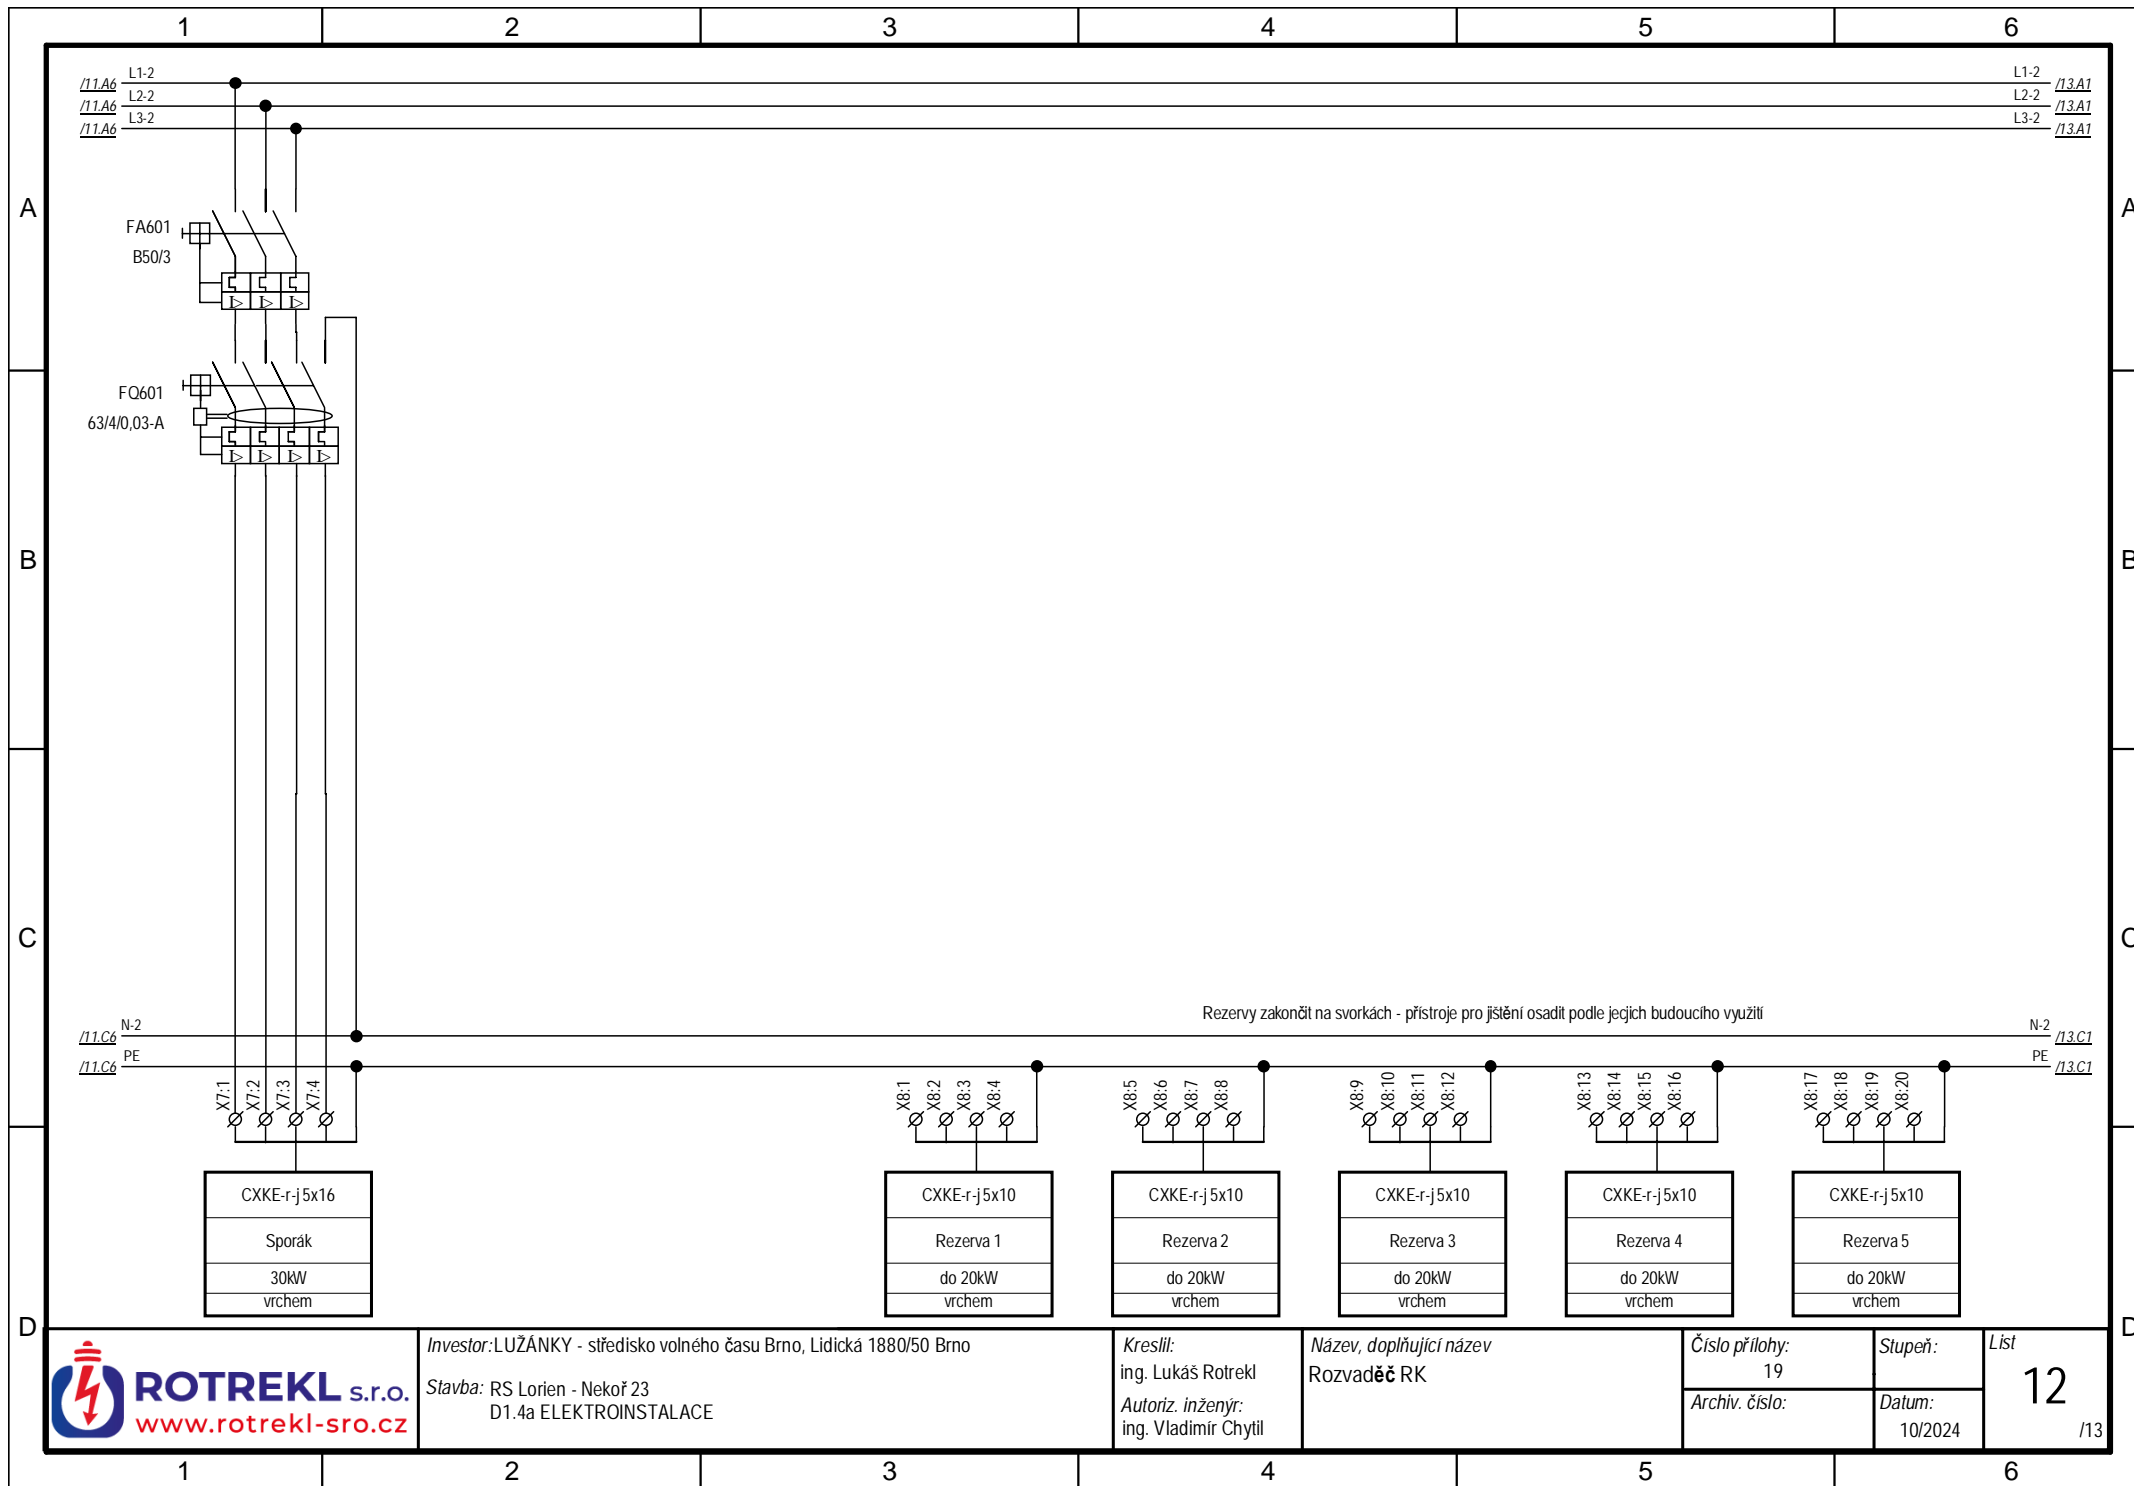 1 2 3 4 5 6
L1-2 L1-2
/11.A6 /13.A1
L2-2 L2-2
/11.A6 /13.A1
L3-2 L3-2
/11.A6 /13.A1
A A
FA601
B50/3
I> I> I>
FQ601
63/4/0,03-A
I> I> I> I>
B B
C C
Rezervy zakončit na svorkách - přístroje pro jištění osadit podle jecjich budoucího využití
N-2 N-2
/11.C6 /13.C1
PE PE
/11.C6 /13.C1
X7:1 X7:2 X7:3 X7:4 X8:1 X8:2 X8:3 X8:4 X8:5 X8:6 X8:7 X8:8 X8:9 X8:10 X8:11 X8:12 X8:13 X8:14 X8:15 X8:16 X8:17 X8:18 X8:19 X8:20
CXKE-r-j 5x16 CXKE-r-j 5x10 CXKE-r-j 5x10 CXKE-r-j 5x10 CXKE-r-j 5x10 CXKE-r-j 5x10
Sporák Rezerva 1 Rezerva 2 Rezerva 3 Rezerva 4 Rezerva 5
30kW do 20kW do 20kW do 20kW do 20kW do 20kW
vrchem vrchem vrchem vrchem vrchem vrchem
D D
ROTREKL s.r.o.
www.rotrekl-sro.cz
Investor: LUŽÁNKY - středisko volného času Brno, Lidická 1880/50 Brno
Stavba: RS Lorien - Nekoř 23
D1.4a ELEKTROINSTALACE
Kreslil:
ing. Lukáš Rotrekl
Autoriz. inženýr:
ing. Vladimír Chytil
Název, doplňující název
Rozvaděč RK
Číslo přílohy:
19
Archiv. číslo:
Stupeň:
Datum:
10/2024
List
12
/13
1 2 3 4 5 6